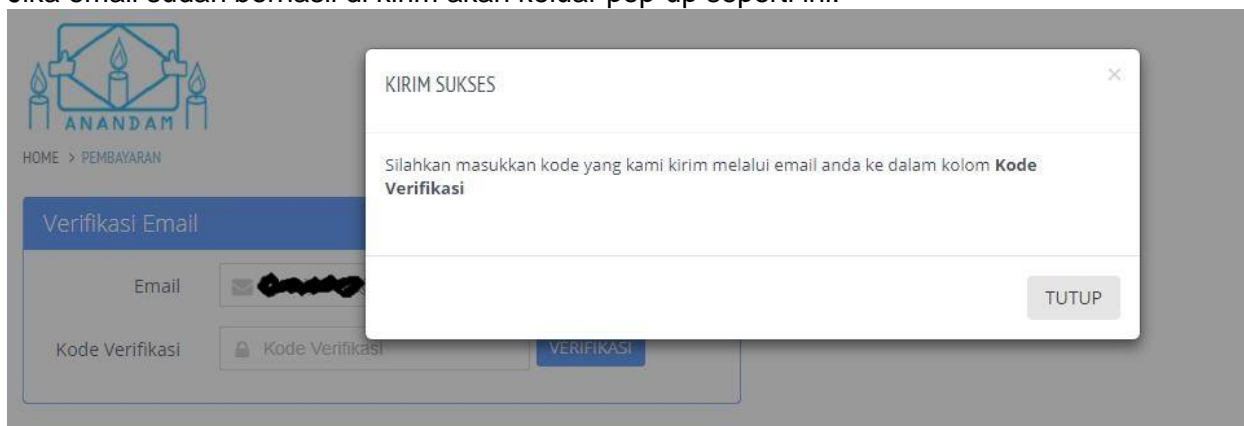 Jika email sudah berhasil di kirim akan keluar pop-up seperti ini:
ANANDAM
HOME > PEMBAYARAN
KIRIM SUKSES
×
Silahkan masukkan kode yang kami kirim melalui email anda ke dalam kolom Kode
Verifikasi
TUTUP
Verifikasi Email
Email
Kode Verifikasi
Kode Verifikasi
VERIFIKASI